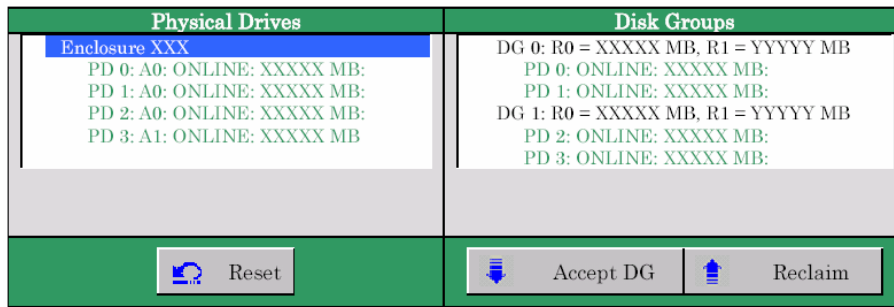 Physical Drives
Enclosure XXX
PD 0: A0: ONLINE: XXXXX MB:
PD 1: A0: ONLINE: XXXXX MB:
PD 2: A0: ONLINE: XXXXX MB:
PD 3: A1: ONLINE: XXXXX MB
Reset
Disk Groups
DG 0: R0 = XXXXX MB, R1 = YYYYY MB
PD 0: ONLINE: XXXXX MB:
PD 1: ONLINE: XXXXX MB:
DG 1: R0 = XXXXX MB, R1 = YYYYY MB
PD 2: ONLINE: XXXXX MB:
PD 3: ONLINE: XXXXX MB:
Accept DG
Reclaim